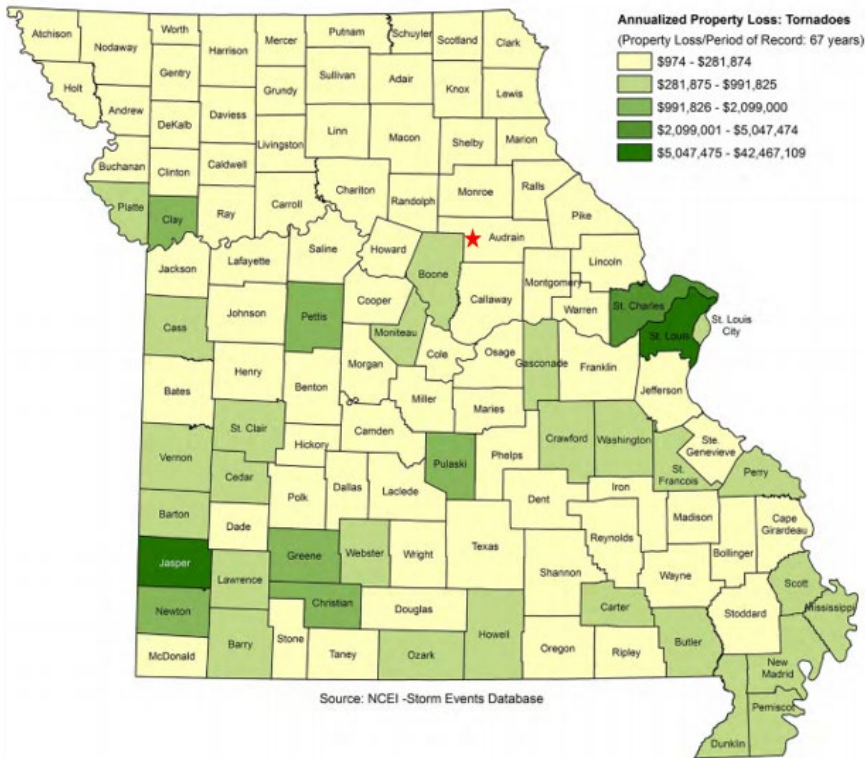 Annualized Property Loss: Tornadoes
(Property Loss/Period of Record: 67 years)
$974 - $281,874
$281,875 - $991,825
$991,826 - $2,099,000
$2,099,001 - $5,047,474
$5,047,475 - $42,467,109
Atchison
Nodaway
Worth
Harrison
Mercer
Putnam
Schuyler
Scotland
Clark
Holt
Gentry
Sullivan
Adair
Knox
Lewis
Andrew
DeKalb
Daviess
Grundy
Linn
Macon
Shelby
Marion
Buchanan
Clinton
Caldwell
Livingston
Chariton
Randolph
Monroe
Ralls
Platte
Clay
Ray
Carroll
Pike
Jackson
Lafayette
Saline
Howard
Boone
Audrain
Lincoln
Cass
Johnson
Pettis
Cooper
Moniteau
Callaway
Montgomery
Warren
St. Charles
St. Louis
St. Louis
City
Bates
Henry
Benton
Morgan
Cole
Osage
Gasconade
Franklin
Jefferson
Miller
Maries
Vernon
St. Clair
Hickory
Camden
Pulaski
Phelps
Crawford
Washington
St.
Francois
Ste.
Genevieve
Perry
Cedar
Polk
Dallas
Laclede
Dent
Iron
Barton
Dade
Madison
Cape
Girardeau
Jasper
Greene
Webster
Wright
Texas
Reynolds
Bollinger
Lawrence
Shannon
Wayne
Scott
Newton
Christian
Douglas
Carter
Stoddard
Mississippi
McDonald
Barry
Stone
Taney
Ozark
Howell
Oregon
Ripley
Butler
New
Madrid
Pemiscot
Dunklin
Source: NCEI -Storm Events Database